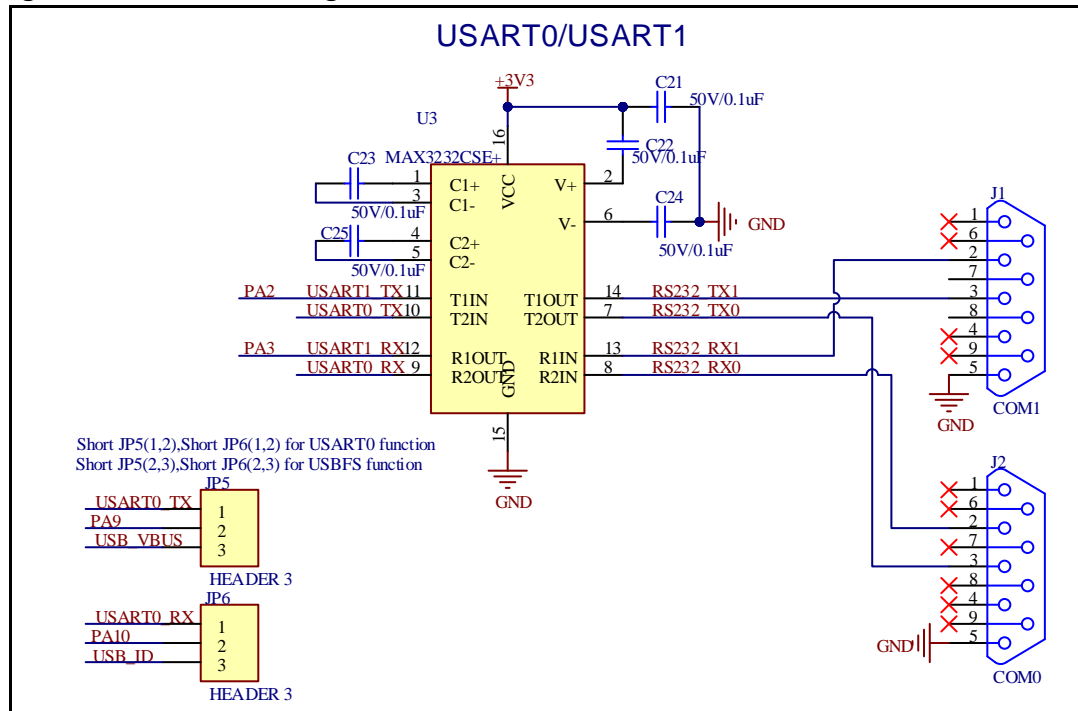 USART0/USART1
+3V3
C21
50V/0.1uF
U3
16
C22
50V/0.1uF
C23
MAX3232CSE+
1
C1+
VCC
V+
2
3
C1-
50V/0.1uF
C24
6
V-
GND
4
C2+
C25
5
C2-
50V/0.1uF
50V/0.1uF
PA2
USART1_TX
11
T1IN
T1OUT
14
RS232_TX1
USART0_TX
10
T2IN
T2OUT
7
RS232_TX0
PA3
USART1_RX
12
R1OUT
R1IN
13
RS232_RX1
USART0_RX
9
R2OUT
GND
R2IN
8
RS232_RX0
15
GND
J1
1
6
2
7
3
8
4
9
5
GND
COM1
Short JP5(1,2),Short JP6(1,2) for USART0 function
Short JP5(2,3),Short JP6(2,3) for USBFS function
JP5
USART0_TX
1
PA9
2
USB_VBUS
3
HEADER 3
JP6
USART0_RX
1
PA10
2
USB_ID
3
HEADER 3
J2
1
6
2
7
3
8
4
9
5
GND
COM0